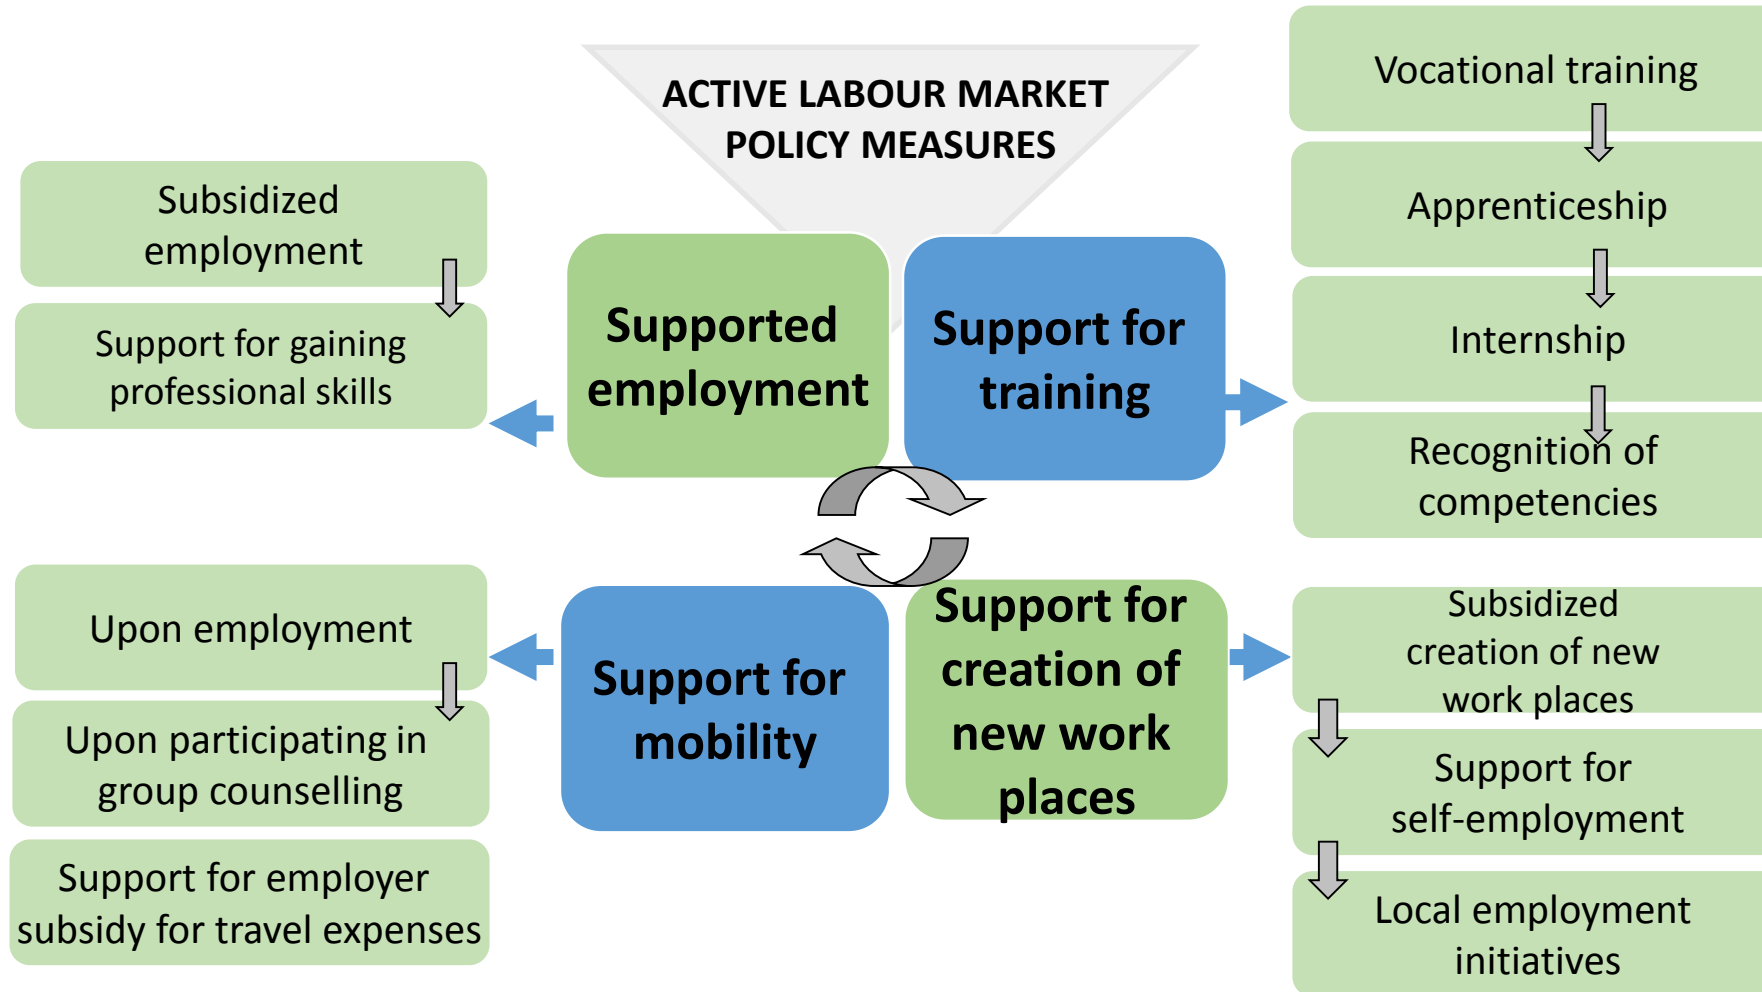 ACTIVE LABOUR MARKET
POLICY MEASURES
Subsidized
employment
Support for gaining
professional skills
Supported
employment
Support for
training
Vocational training
Apprenticeship
Internship
Recognition of
competencies
Upon employment
Upon participating in
group counselling
Support for employer
subsidy for travel expenses
Support for
mobility
Support for
creation of
new work
places
Subsidized
creation of new
work places
Support for
self-employment
Local employment
initiatives